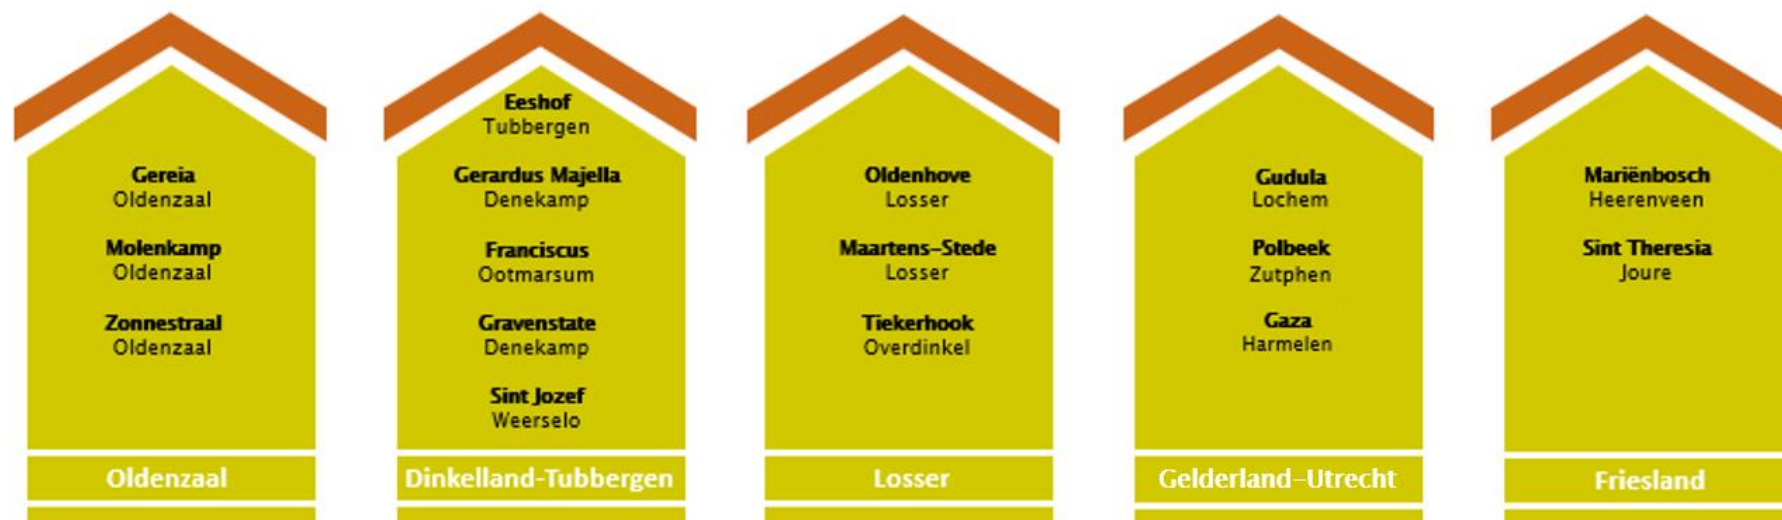 Gereia
Oldenzaal
Molenkamp
Oldenzaal
Zonnestraal
Oldenzaal
Oldenzaal
Eeshof
Tubbergen
Gerardus Majella
Denekamp
Franciscus
Ootmarsum
Gravenstate
Denekamp
Sint Jozef
Weerselo
Dinkelland-Tubbergen
Oldenhove
Losser
Maartens-Stede
Losser
Tiekerhook
Overdinkel
Losser
Gudula
Lochem
Polbeek
Zutphen
Gaza
Harmelen
Gelderland-Utrecht
Mariënbosch
Heerenveen
Sint Theresia
Joure
Friesland